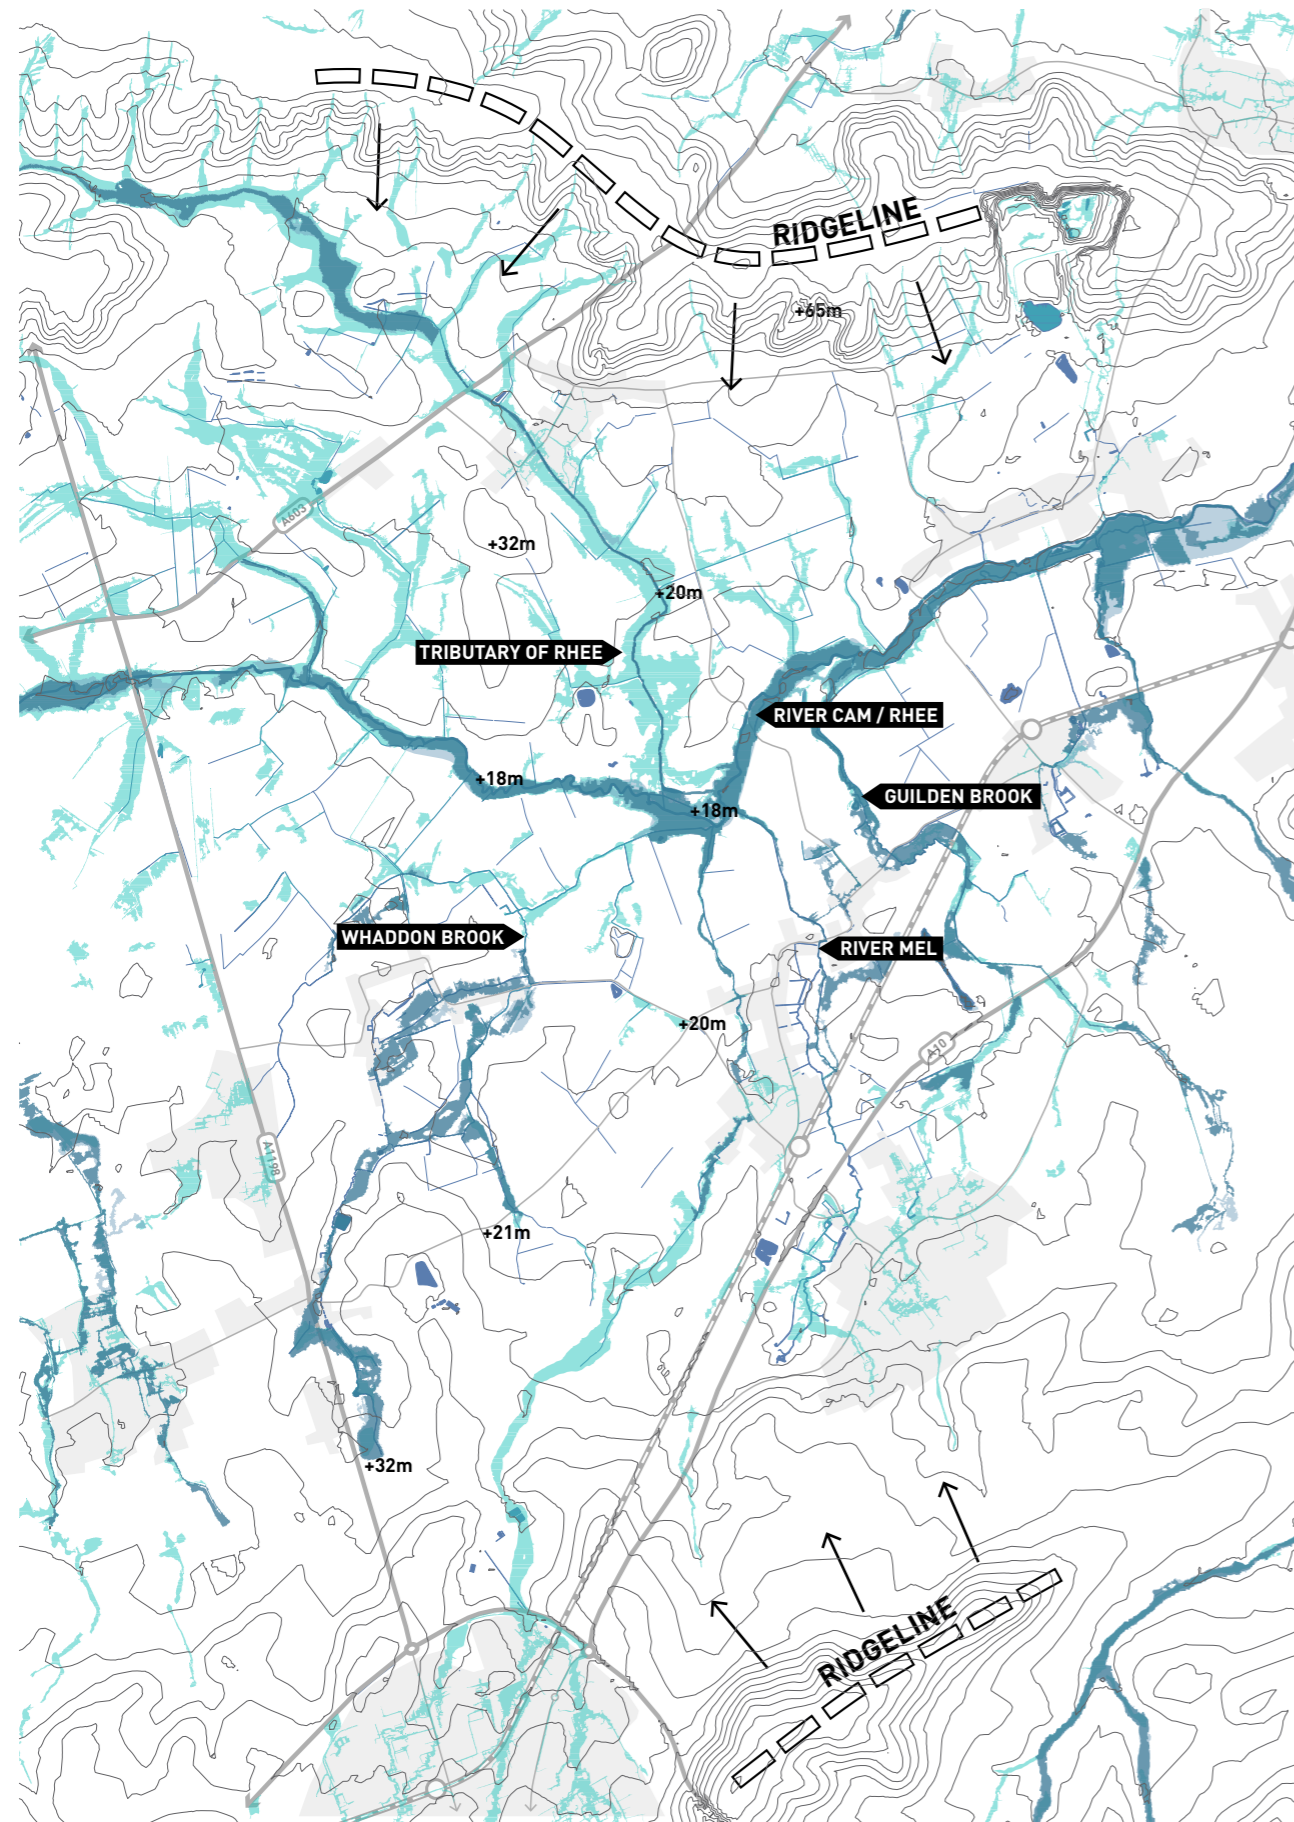 RIDGELINE
+65m
A603
+32m
+20m
TRIBUTARY OF RHEE
RIVER CAM / RHEE
+18m
GUILDEN BROOK
+18m
WHADDON BROOK
RIVER MEL
+20m
A10
A1198
+21m
+32m
RIDGELINE